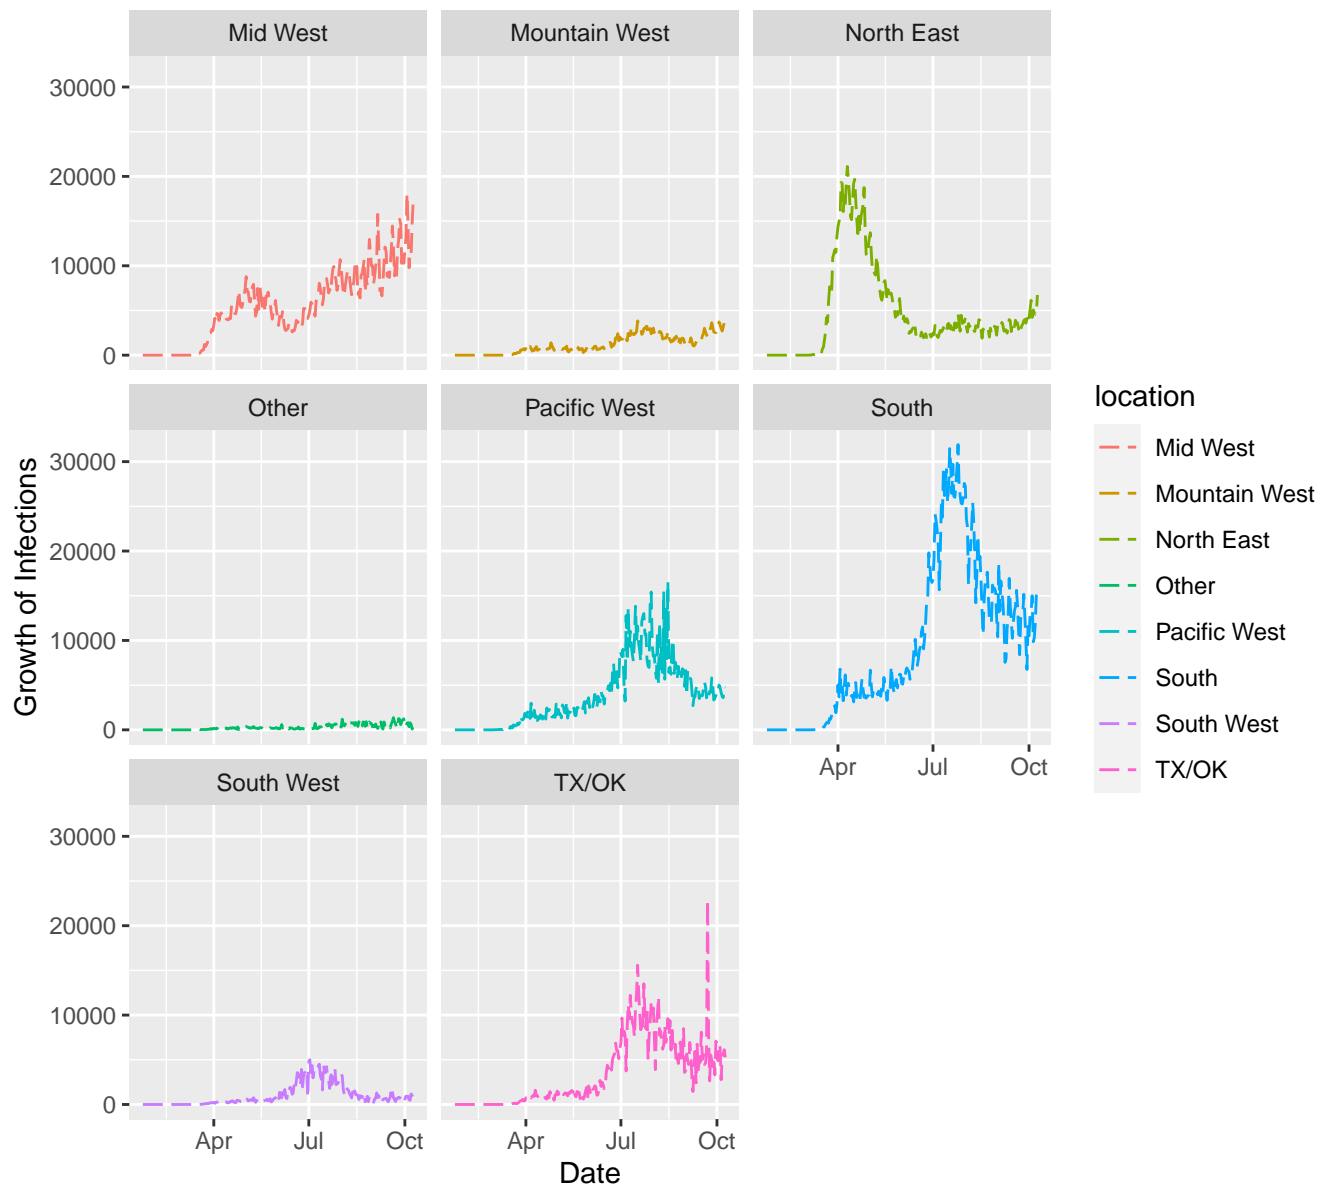 Mid West
Mountain West
North East
30000
20000
10000
0
Other
Pacific West
South
30000
20000
10000
0
Apr
Jul
Oct
South West
TX/OK
30000
20000
10000
0
Apr
Jul
Oct
Apr
Jul
Oct
Date
Growth of Infections
location
Mid West
Mountain West
North East
Other
Pacific West
South
South West
TX/OK